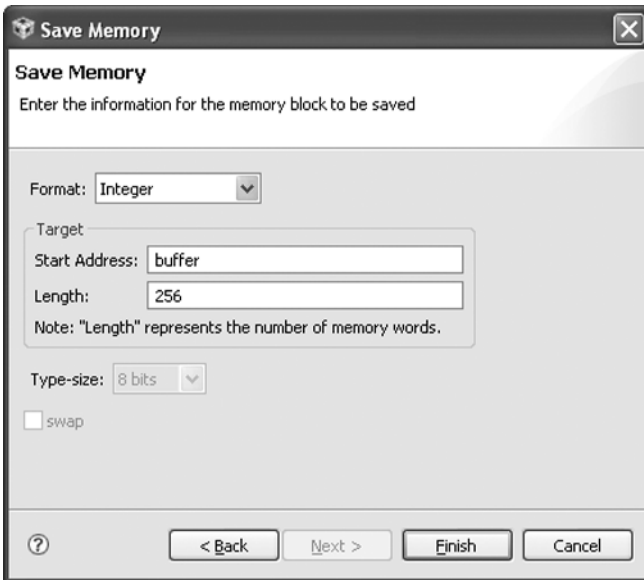 Save Memory
Save Memory
Enter the information for the memory block to be saved
Format: Integer
Target
Start Address: buffer
Length: 256
Note: "Length" represents the number of memory words.
Type-size: 8 bits
swap
? < Back Next > Finish Cancel